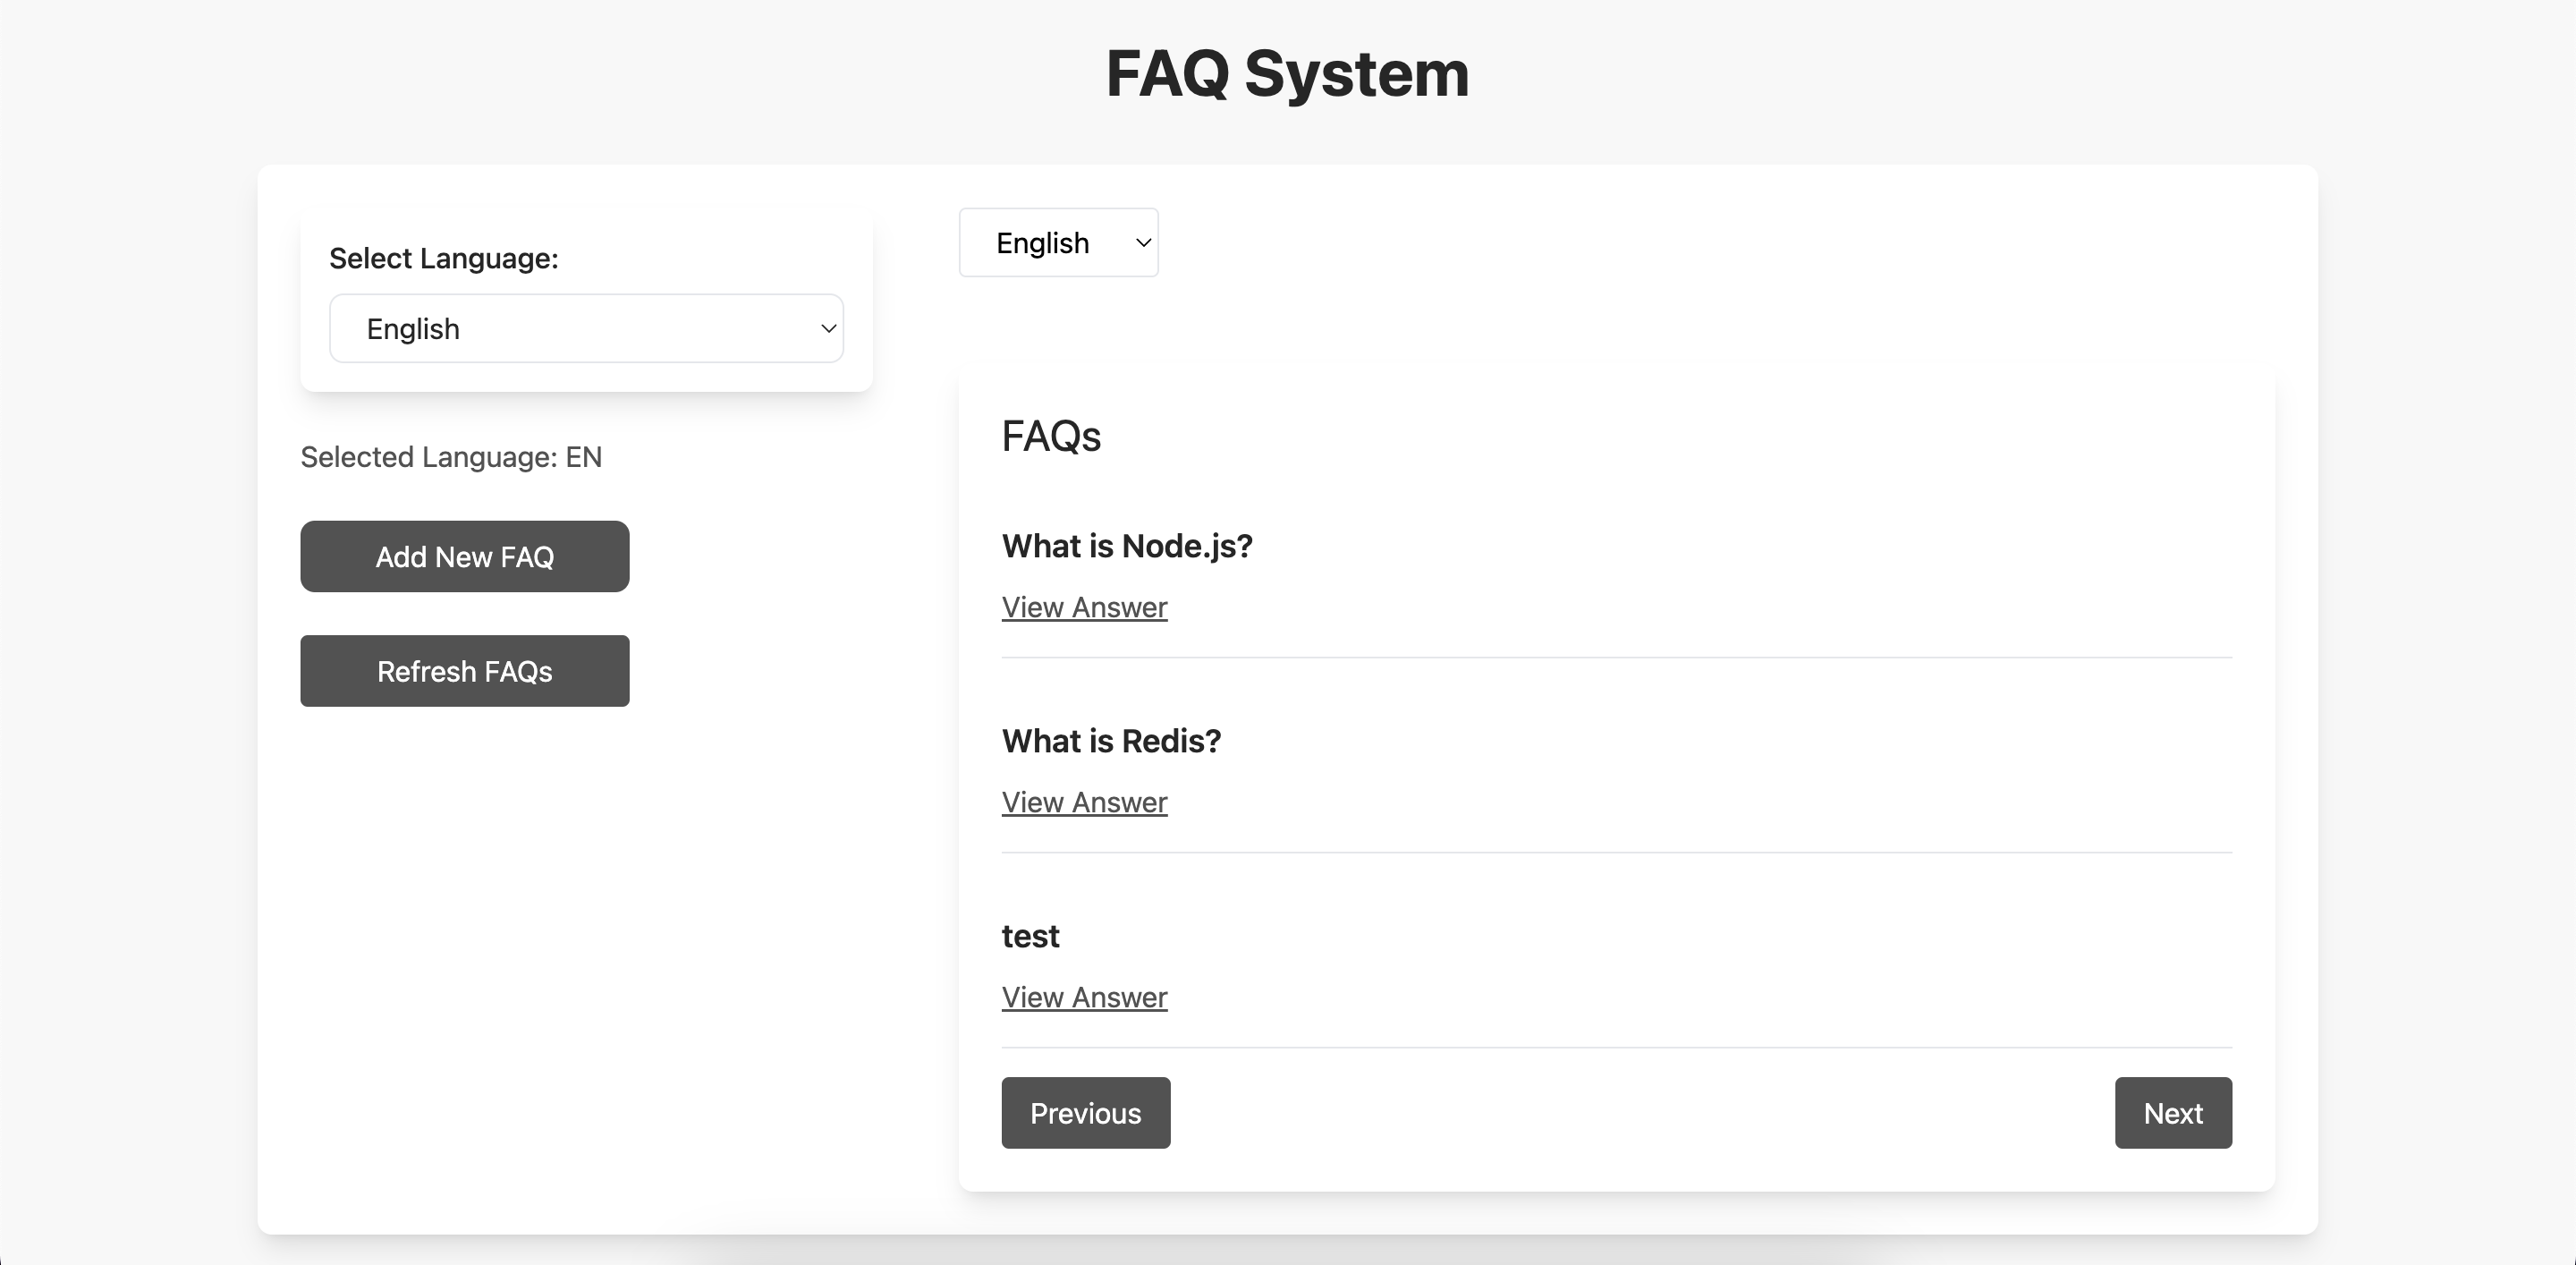 FAQ System
Select Language:
English
Selected Language: EN
Add New FAQ
Refresh FAQs
English
FAQs
What is Node.js?
View Answer
What is Redis?
View Answer
test
View Answer
Previous
Next